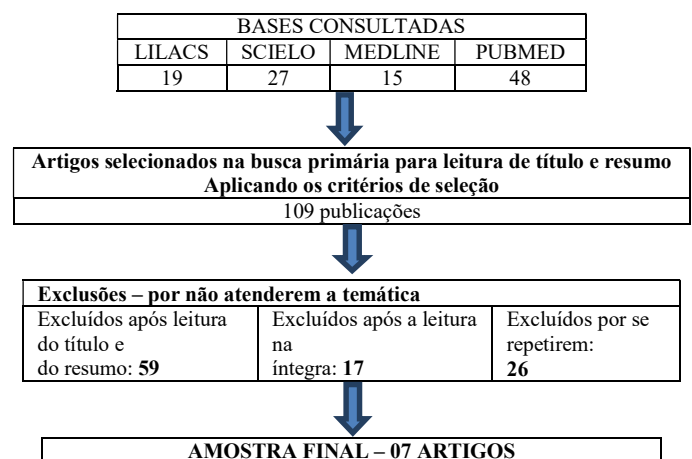 BASES CONSULTADAS
LILACS SCIELO MEDLINE PUBMED
19 27 15 48
Artigos selecionados na busca primária para leitura de título e resumo
Aplicando os critérios de seleção
109 publicações
Exclusões – por não atenderem a temática
Excluídos após leitura
do título e
do resumo: 59
Excluídos após a leitura
na
íntegra: 17
Excluídos por se
repetirem:
26
AMOSTRA FINAL – 07 ARTIGOS